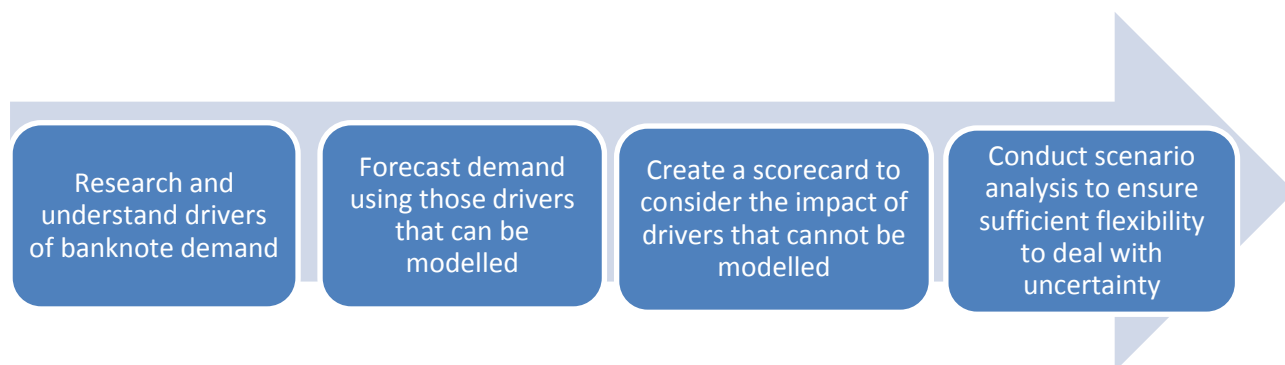 Research and
understand drivers
of banknote demand
Forecast demand
using those drivers
that can be
modelled
Create a scorecard to
consider the impact of
drivers that cannot be
modelled
Conduct scenario
analysis to ensure
sufficient flexibility
to deal with
uncertainty